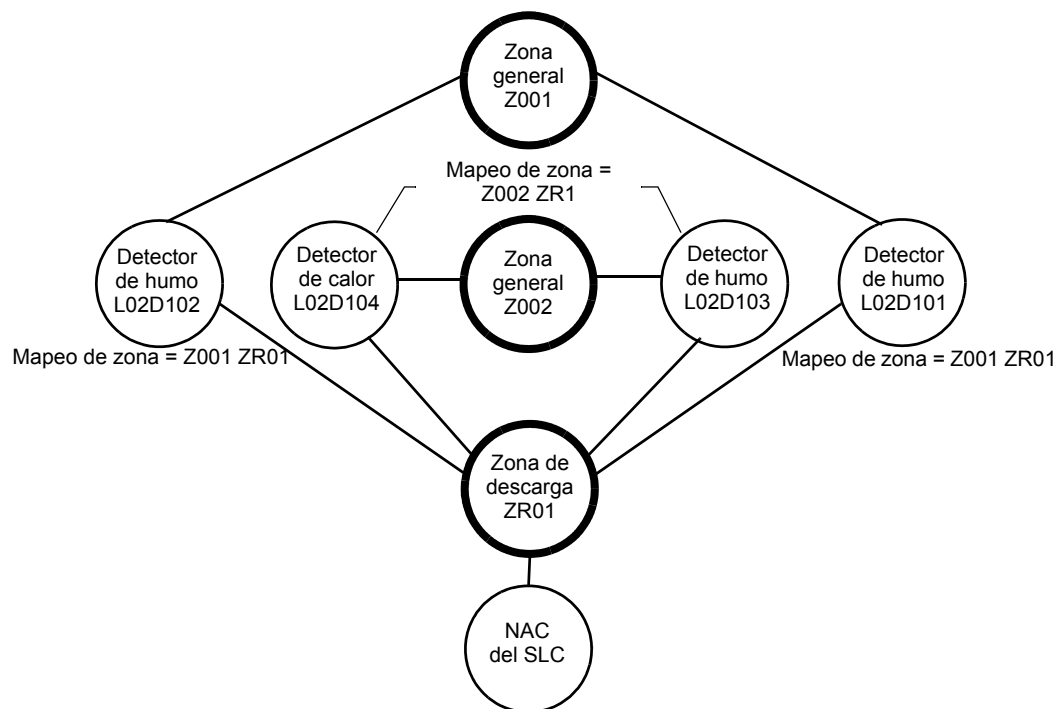 Zona
general
Z001
Mapeo de zona =
Z002 ZR1
Detector
de humo
L02D102
Detector
de calor
L02D104
Zona
general
Z002
Detector
de humo
L02D103
Detector
de humo
L02D101
Mapeo de zona = Z001 ZR01
Mapeo de zona = Z001 ZR01
Zona de
descarga
ZR01
NAC
del SLC